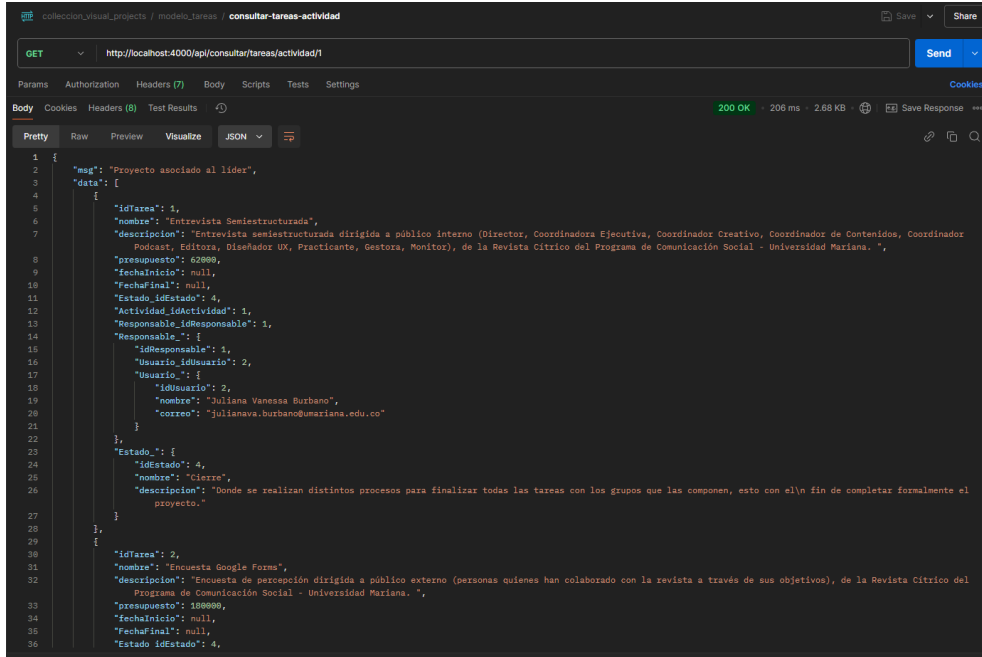 HTTP colleccion_visual_projects / modelo_tareas / consultar-tareas-actividad Save Share
GET http://localhost:4000/api/consultar/tareas/actividad/1 Send
Params Authorization Headers (7) Body Scripts Tests Settings Cookies
Body Cookies Headers (8) Test Results 200 OK 206 ms 2.68 KB Save Response
Pretty Raw Preview Visualize JSON
1 {
2 "msg": "Proyecto asociado al lider",
3 "data": [
4 {
5 "idTarea": 1,
6 "nombre": "Entrevista Semiestructurada",
7 "descripcion": "Entrevista semiestructurada dirigida a público interno (Director, Coordinadora Ejecutiva, Coordinador Creativo, Coordinador de Contenidos, Coordinador
Podcast, Editora, Diseñador UX, Practicante, Gestora, Monitor), de la Revista Cítrico del Programa de Comunicación Social - Universidad Mariana. ",
8 "presupuesto": 62000,
9 "fechaInicio": null,
10 "FechaFinal": null,
11 "Estado_idEstado": 4,
12 "Actividad_idActividad": 1,
13 "Responsable_idResponsable": 1,
14 "Responsable_": {
15 "idResponsable": 1,
16 "Usuario_idUsuario": 2,
17 "Usuario_": {
18 "idUsuario": 2,
19 "nombre": "Juliana Vanessa Burbano",
20 "correo": "julianava.burbano@umariana.edu.co"
21 }
22 },
23 "Estado_": {
24 "idEstado": 4,
25 "nombre": "Cierre",
26 "descripcion": "Donde se realizan distintos procesos para finalizar todas las tareas con los grupos que las componen, esto con el\n fin de completar formalmente el
proyecto."
27 }
28 },
29 {
30 "idTarea": 2,
31 "nombre": "Encuesta Google Forms",
32 "descripcion": "Encuesta de percepción dirigida a público externo (personas quienes han colaborado con la revista a través de sus objetivos), de la Revista Cítrico del
Programa de Comunicación Social - Universidad Mariana. ",
33 "presupuesto": 180000,
34 "fechaInicio": null,
35 "FechaFinal": null,
36 "Estado_idEstado": 4,